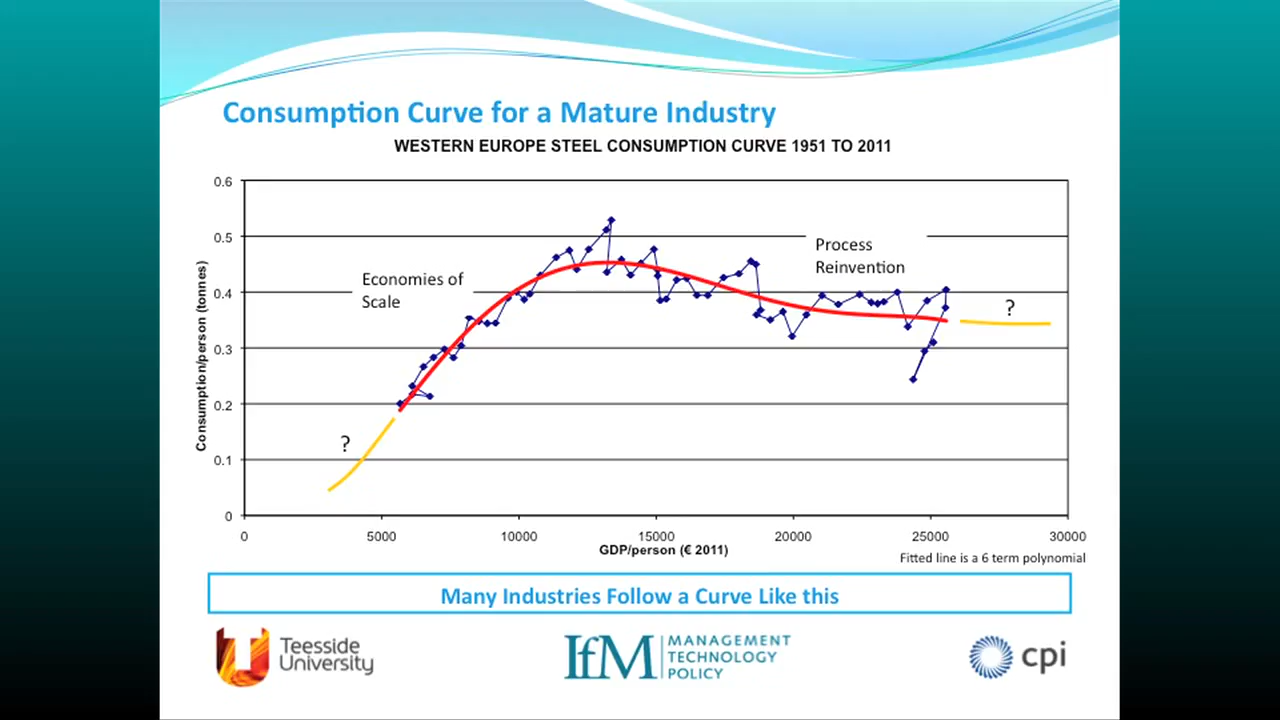 Consumption Curve for a Mature Industry
WESTERN EUROPE STEEL CONSUMPTION CURVE 1951 TO 2011
Consumption/person (tonnes)
0.6
0.5
0.4
0.3
0.2
0.1
0
Economies of
Scale
Process
Reinvention
?
?
0 5000 10000 15000 20000 25000 30000
GDP/person (€ 2011)
Fitted line is a 6 term polynomial
Many Industries Follow a Curve Like this
Teesside
University
IfM
MANAGEMENT
TECHNOLOGY
POLICY
cpi